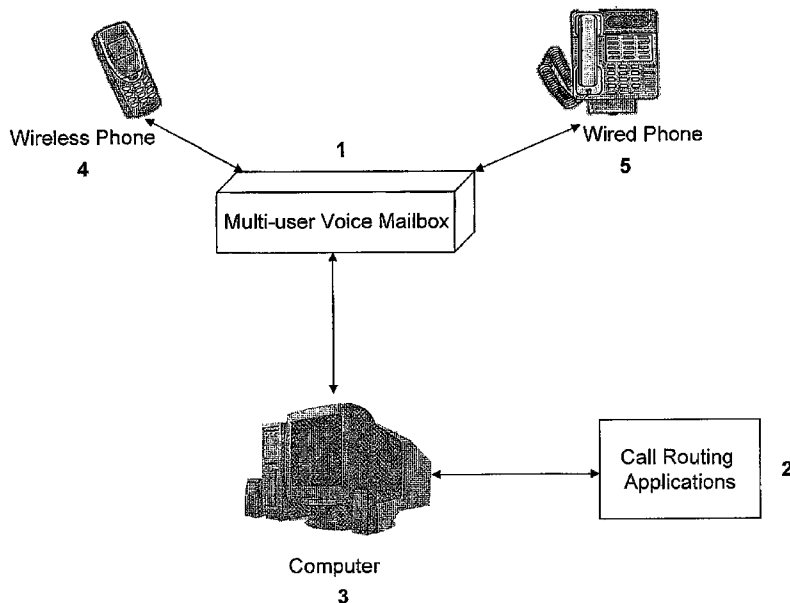 Wireless Phone
4
1
Wired Phone
5
Multi-user Voice Mailbox
Call Routing
Applications
2
Computer
3